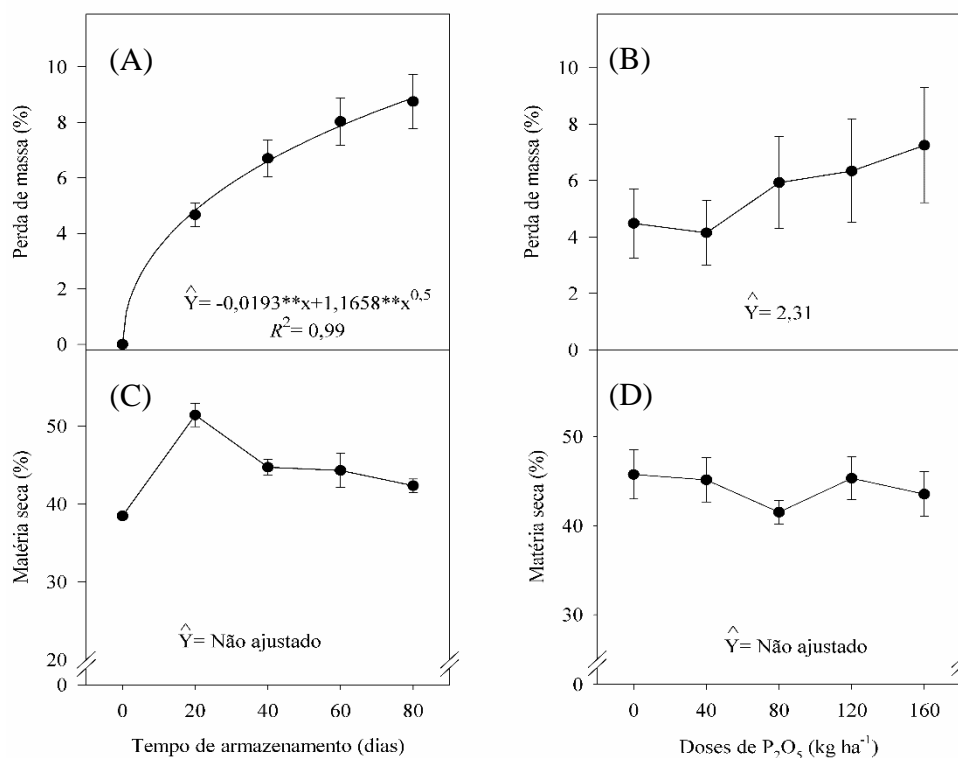 (A)
Perda de massa (%)
10
8
6
4
2
0
^
Y= -0,0193**x+1,1658**x^0,5
R^2= 0,99
(B)
Perda de massa (%)
10
8
6
4
2
0
^
Y= 2,31
(C)
Matéria seca (%)
50
40
30
20
0
^
Y= Não ajustado
0 20 40 60 80
Tempo de armazenamento (dias)
(D)
Matéria seca (%)
50
40
30
0
^
Y= Não ajustado
0 40 80 120 160
Doses de P_2O_5 (kg ha^-1)